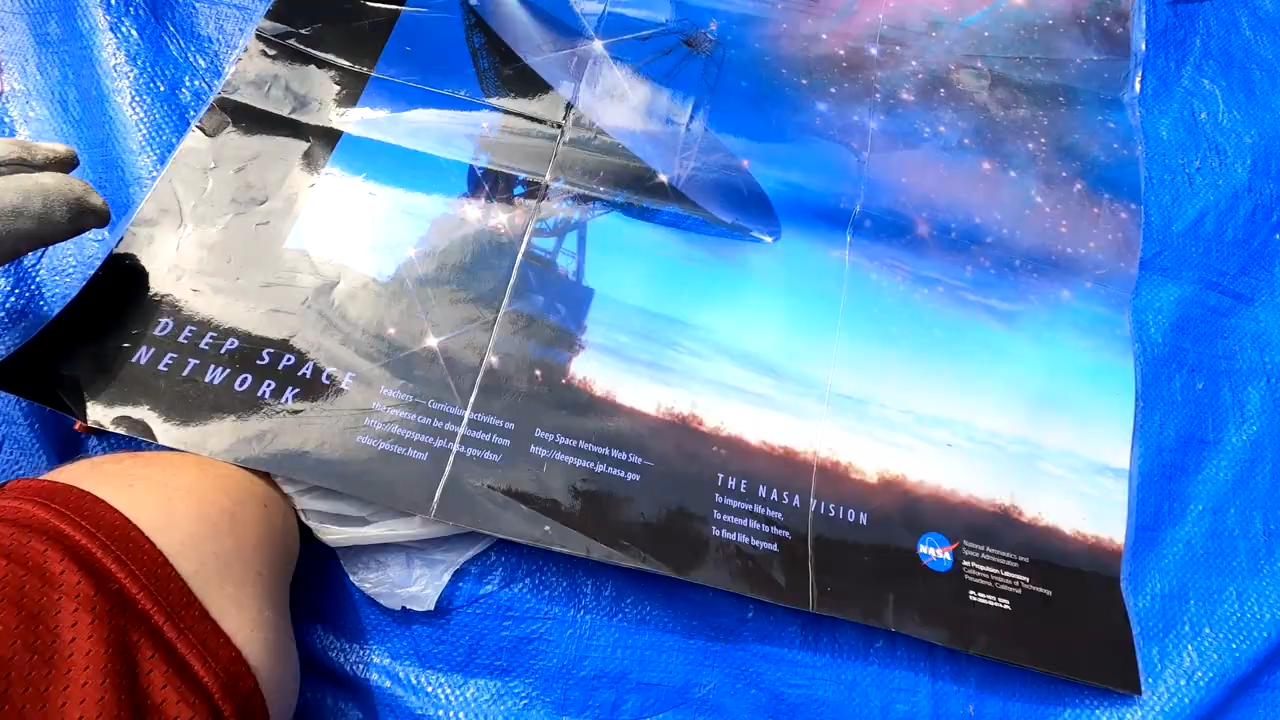 DEEP SPACE
NETWORK
Teachers — Curriculum activities on
the reverse can be downloaded from
http://deepspace.jpl.nasa.gov/dsn/
educ/poster.html
Deep Space Network Web Site —
http://deepspace.jpl.nasa.gov
THE NASA VISION
To improve life here,
To extend life to there,
To find life beyond.
NASA
National Aeronautics and
Space Administration
Jet Propulsion Laboratory
California Institute of Technology
Pasadena, California